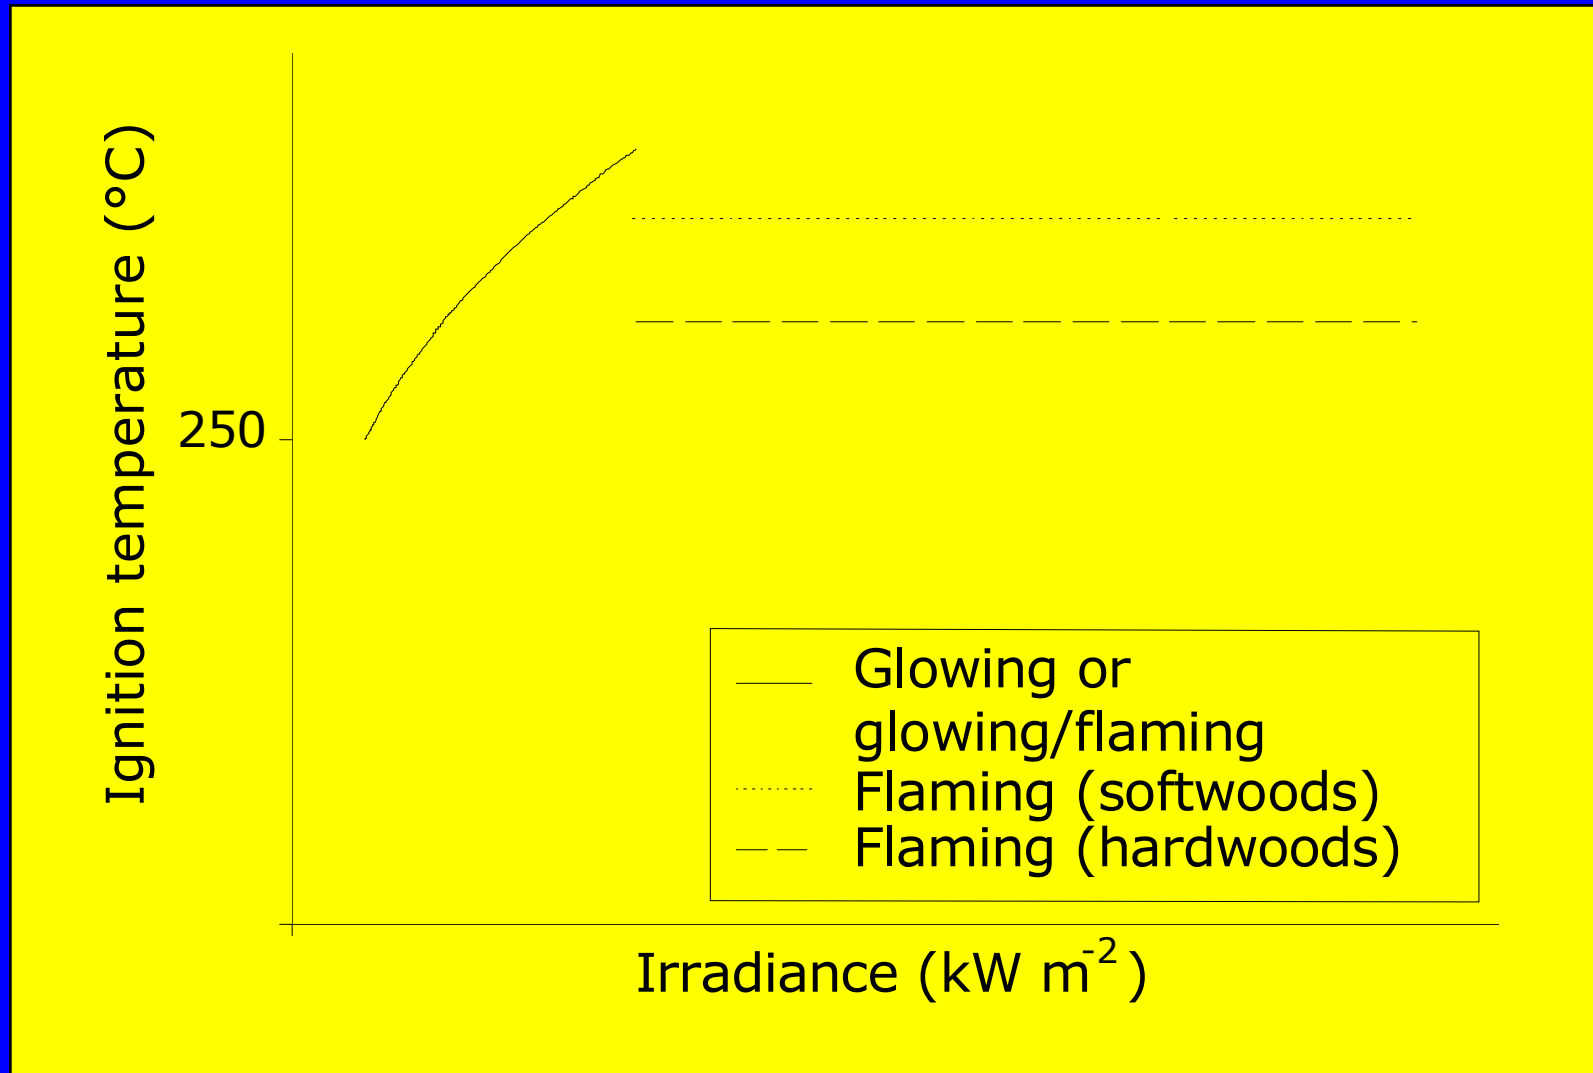 Ignition temperature (°C)
250
Glowing or
glowing/flaming
Flaming (softwoods)
Flaming (hardwoods)
Irradiance (kW m-2)